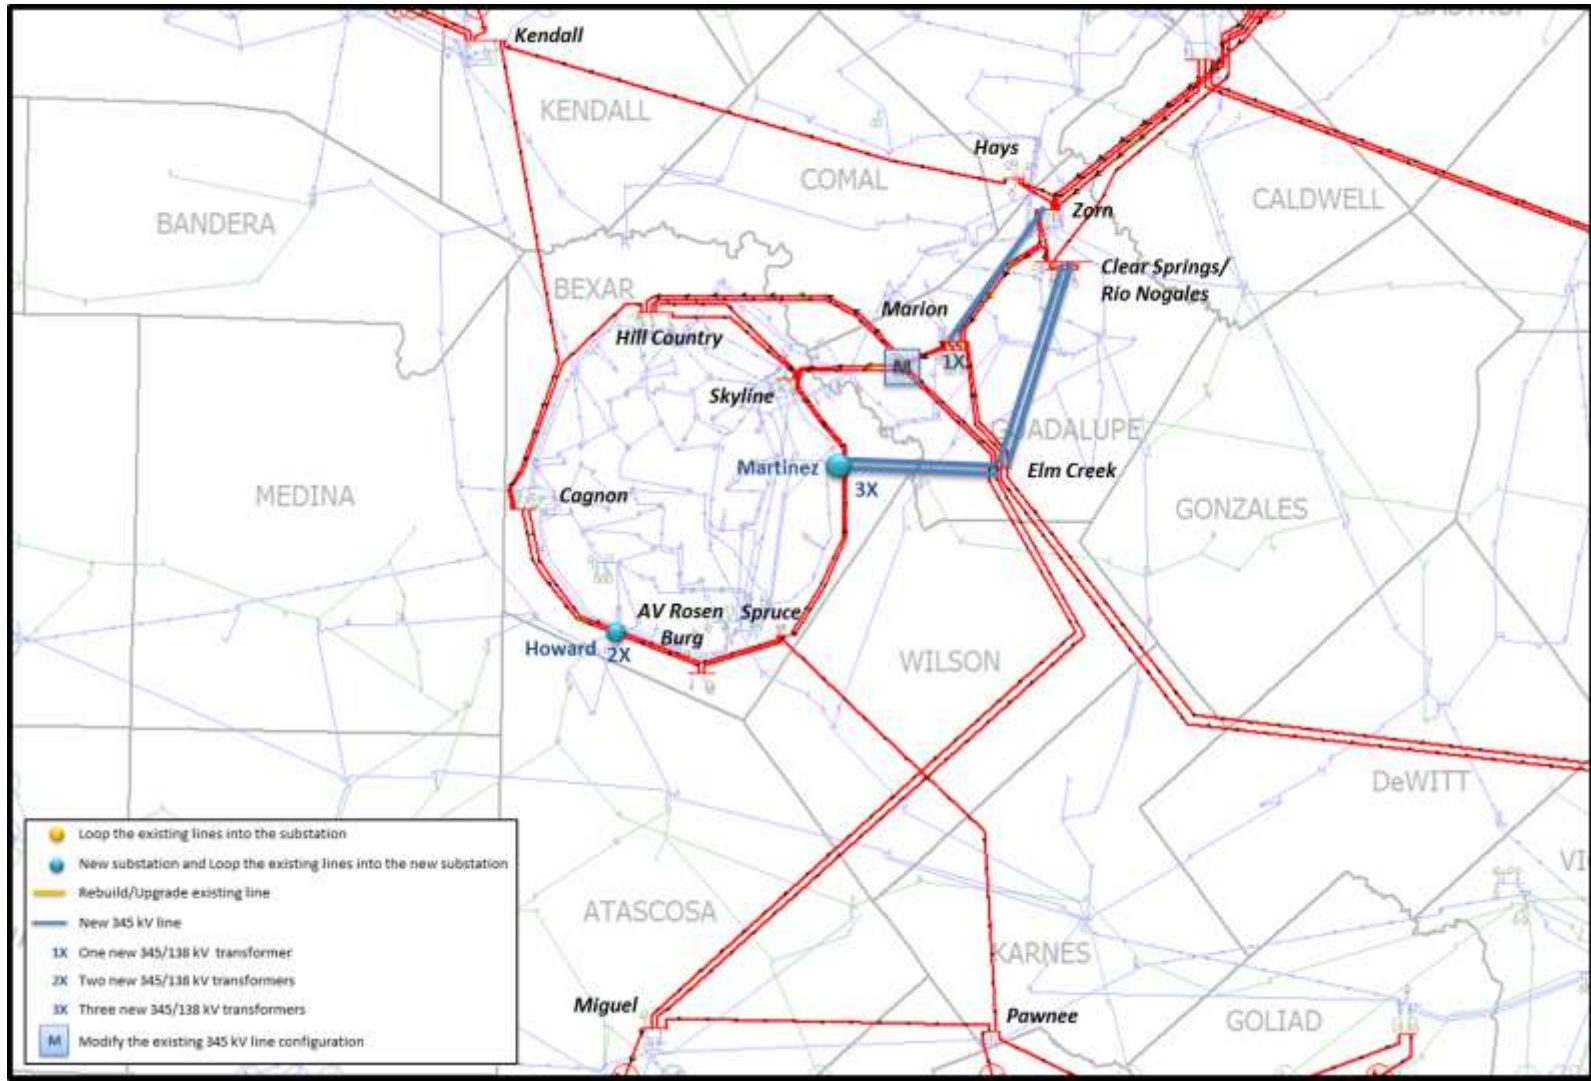 Kendall
KENDALL
Hays
COMAL
CALDWELL
BANDERA
Zorn
BEXAR
Clear Springs/
Rio Nogales
Marion
Hill Country
M
1X
Skyline
GUADALUPE
Martinez
Elm Creek
3X
MEDINA
Cagnon
GONZALES
AV Rosen
Burg
Spruce
Howard
2X
WILSON
DeWITT
Loop the existing lines into the substation
New substation and Loop the existing lines into the new substation
Rebuild/Upgrade existing line
New 345 kV line
1X One new 345/138 kV transformer
2X Two new 345/138 kV transformers
3X Three new 345/138 kV transformers
M Modify the existing 345 kV line configuration
VI
ATASCOSA
KARNES
Miguel
Pawnee
GOLIAD